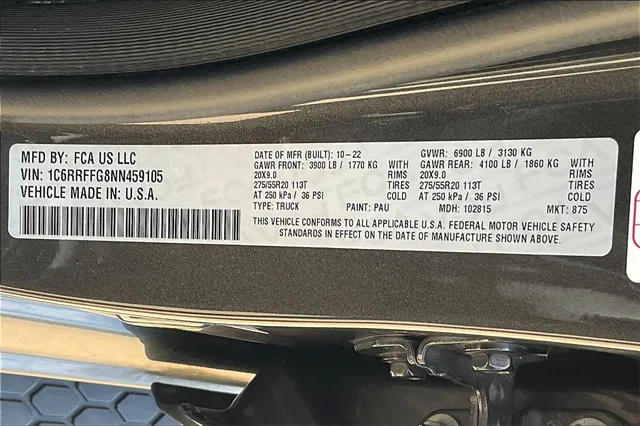 MFD BY: FCA US LLC
VIN: 1C6RRFFG8NN459105
VEHICLE MADE IN: U.S.A.
DATE OF MFR (BUILT): 10-22 GVWR: 6900 LB / 3130 KG
GAWR FRONT: 3900 LB / 1770 KG GAWR REAR: 4100 LB / 1860 KG
20X9.0 RIMS 20X9.0 RIMS
275/55R20 113T TIRES 275/55R20 113T TIRES
AT 250 kPa / 36 PSI COLD AT 250 kPa / 36 PSI COLD
TYPE: TRUCK PAINT: PAU MDH: 102815 MKT: 875
THIS VEHICLE CONFORMS TO ALL APPLICABLE U.S.A. FEDERAL MOTOR VEHICLE SAFETY
STANDARDS IN EFFECT ON THE DATE OF MANUFACTURE SHOWN ABOVE.